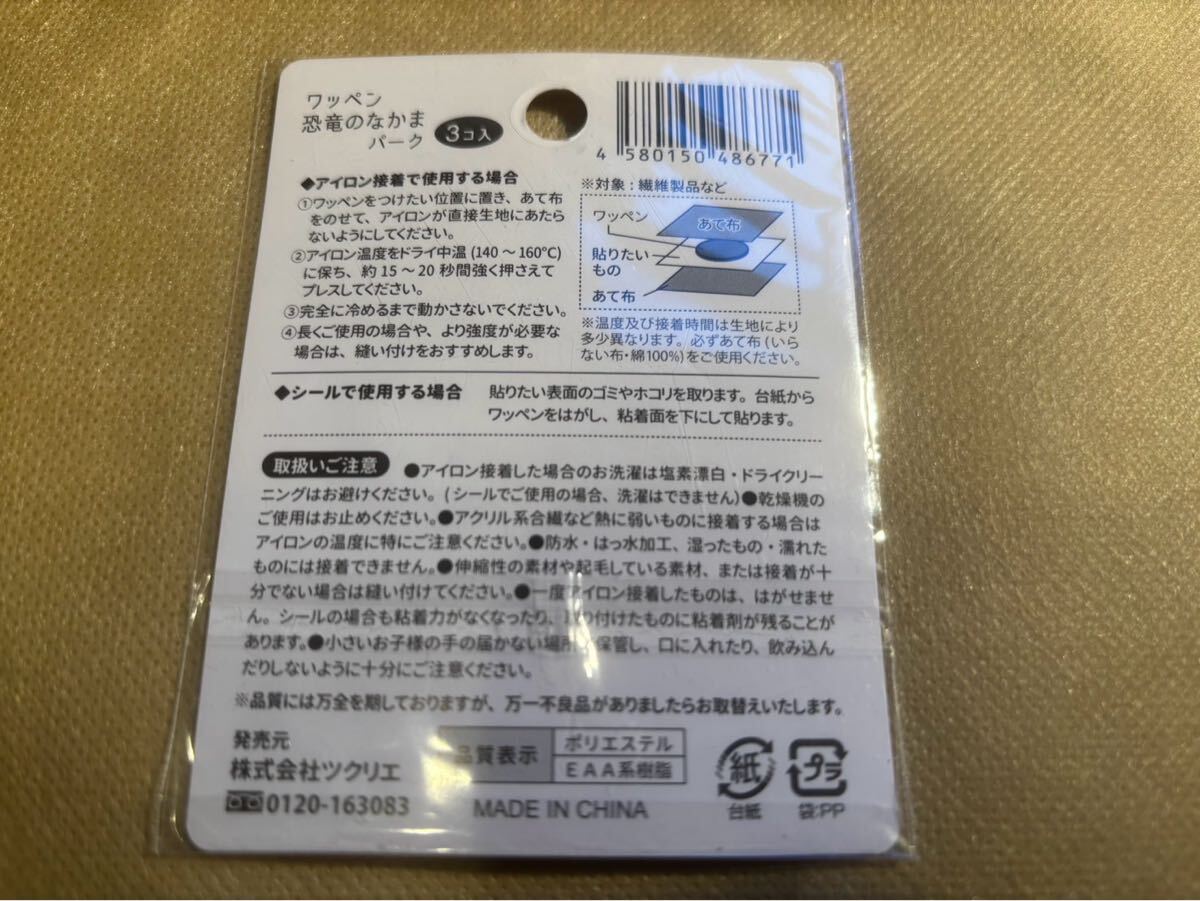 ワッペン
恐竜のなかま
パーク
3コ入
4 580150 486771
◆アイロン接着で使用する場合
①ワッペンをつけたい位置に置き、あて布
をのせて、アイロンが直接生地にあたら
ないようにしてください。
②アイロン温度をドライ中温(140~160℃)
に保ち、約15~20秒間強く押さえて
プレスしてください。
③完全に冷めるまで動かさないでください。
④長くご使用の場合や、より強度が必要な
場合は、縫い付けをおすすめします。
※対象:繊維製品など
ワッペン
あて布
貼りたい
もの
あて布
※温度及び接着時間は生地により
多少異なります。必ずあて布(いら
ない布・綿100%)をご使用ください。
◆シールで使用する場合
貼りたい表面のゴミやホコリを取ります。台紙から
ワッペンをはがし、粘着面を下にして貼ります。
取扱いご注意 ●アイロン接着した場合のお洗濯は塩素漂白・ドライクリー
ニングはお避けください。(シールでご使用の場合、洗濯はできません)●乾燥機の
ご使用はお止めください。●アクリル系合繊など熱に弱いものに接着する場合は
アイロンの温度に特にご注意ください。●防水・はっ水加工、湿ったもの・濡れた
ものには接着できません。●伸縮性の素材や起毛している素材、または接着が十
分でない場合は縫い付けてください。●一度アイロン接着したものは、はがせませ
ん。シールの場合も粘着力がなくなったり、取り付けたものに粘着剤が残ることが
あります。●小さいお子様の手の届かない場所 保管し、口に入れたり、飲み込ん
だりしないように十分にご注意ください。
※品質には万全を期しておりますが、万一不良品がありましたらお取替えいたします。
発売元
株式会社ツクリエ
0120-163083
品質表示
ポリエステル
EAA系樹脂
MADE IN CHINA
紙
台紙
プラ
袋:PP